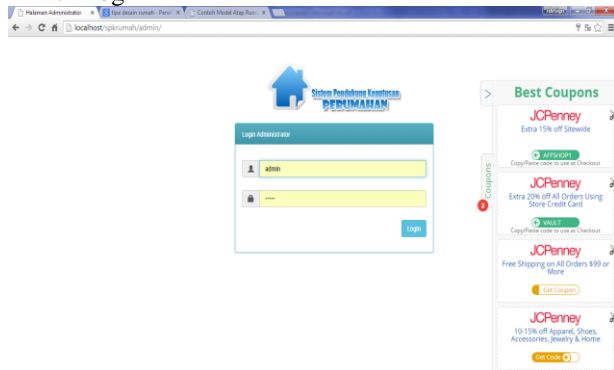 Halaman Administrator
tipe desain rumah - Pencil
Contoh Model Atap Rum
localhost/spkrumah/admin/
Sistem Pendukung Keputusan
PERUMAHAN
Login Administrator
admin
Login
Coupons
2
Best Coupons
JCPenney
Extra 15% off Sitewide
AFFSHOP1
Copy/Paste code to use at Checkout
JCPenney
Extra 20% off All Orders Using
Store Credit Card
VAULT
Copy/Paste code to use at Checkout
JCPenney
Free Shipping on All Orders $99 or
More
Get Coupon
JCPenney
10-15% off Apparel, Shoes,
Accessories, Jewelry & Home
Get Code